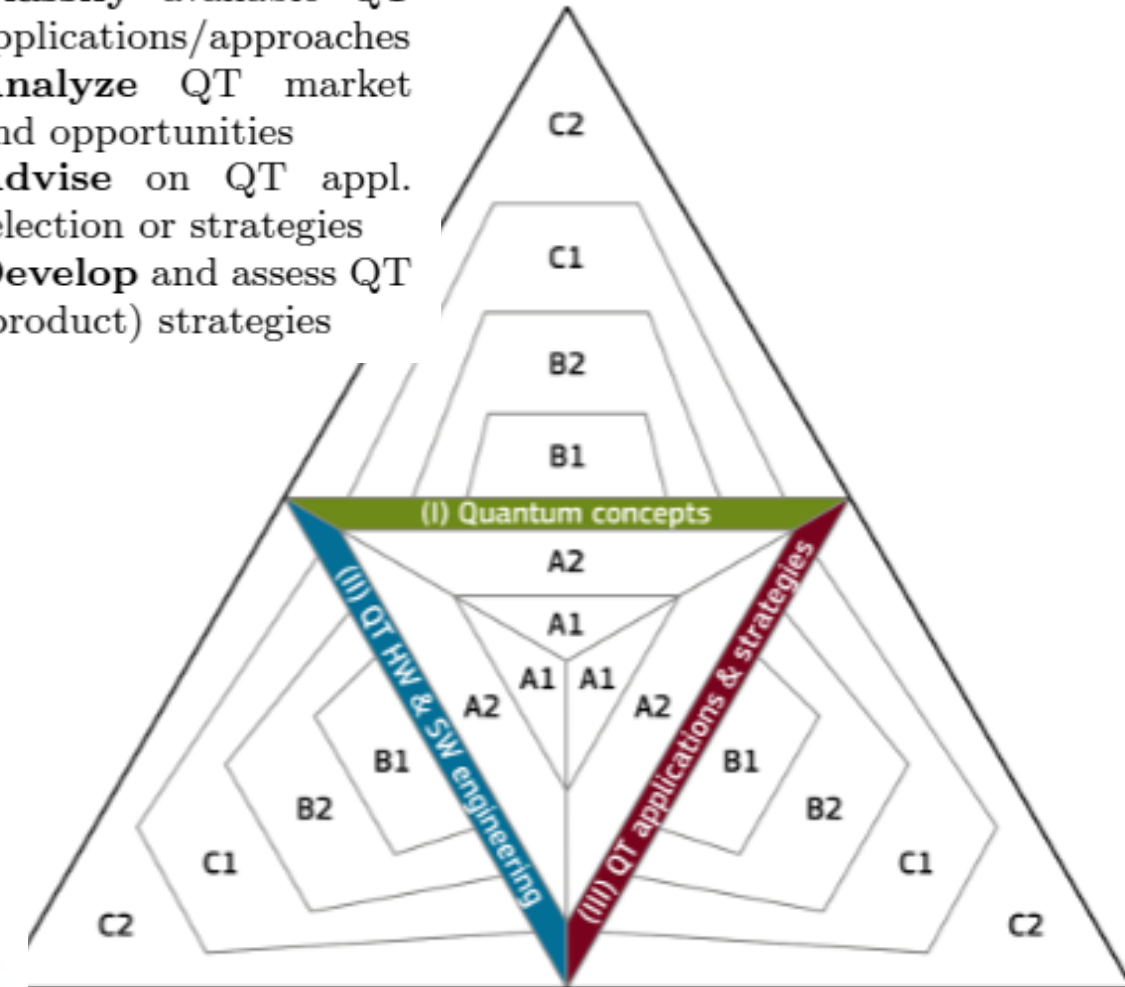 applications/approaches
Analyze QT market
and opportunities
Advise on QT appl.
selection or strategies
Develop and assess QT
(product) strategies
C2
C1
B2
B1
(I) Quantum concepts
A2
A1
A1 A1
A2 A2
(II) QT HW & SW engineering
(III) QT applications & strategies
B1 B1
B2 B2
C1 C1
C2 C2